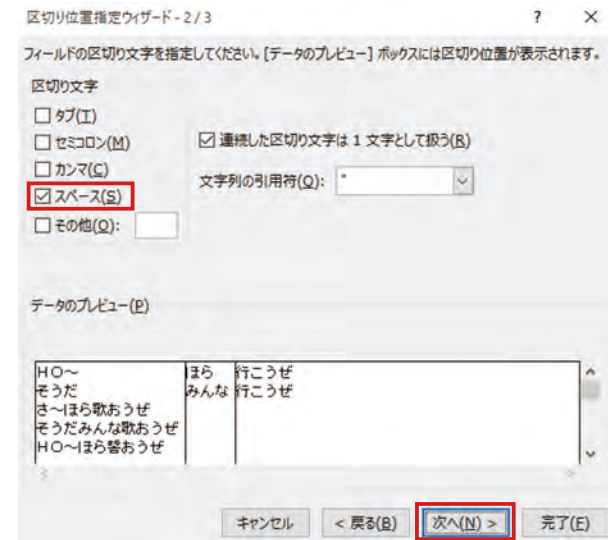 区切り位置指定ウィザード - 2 / 3 ? ×
フィールドの区切り文字を指定してください。[データのプレビュー] ボックスには区切り位置が表示されます。
区切り文字
タブ(T)
セミコロン(M) 連続した区切り文字は 1 文字として扱う(R)
カンマ(C)
文字列の引用符(Q): "
スペース(S)
その他(O):
データのプレビュー(P)
HO～ ほら 行こうぜ
そうだ みんな 行こうぜ
さ～ほら歌おうぜ
そうだみんな歌おうぜ
HO～ほら誓おうぜ
キャンセル < 戻る(B) 次へ(N) > 完了(F)